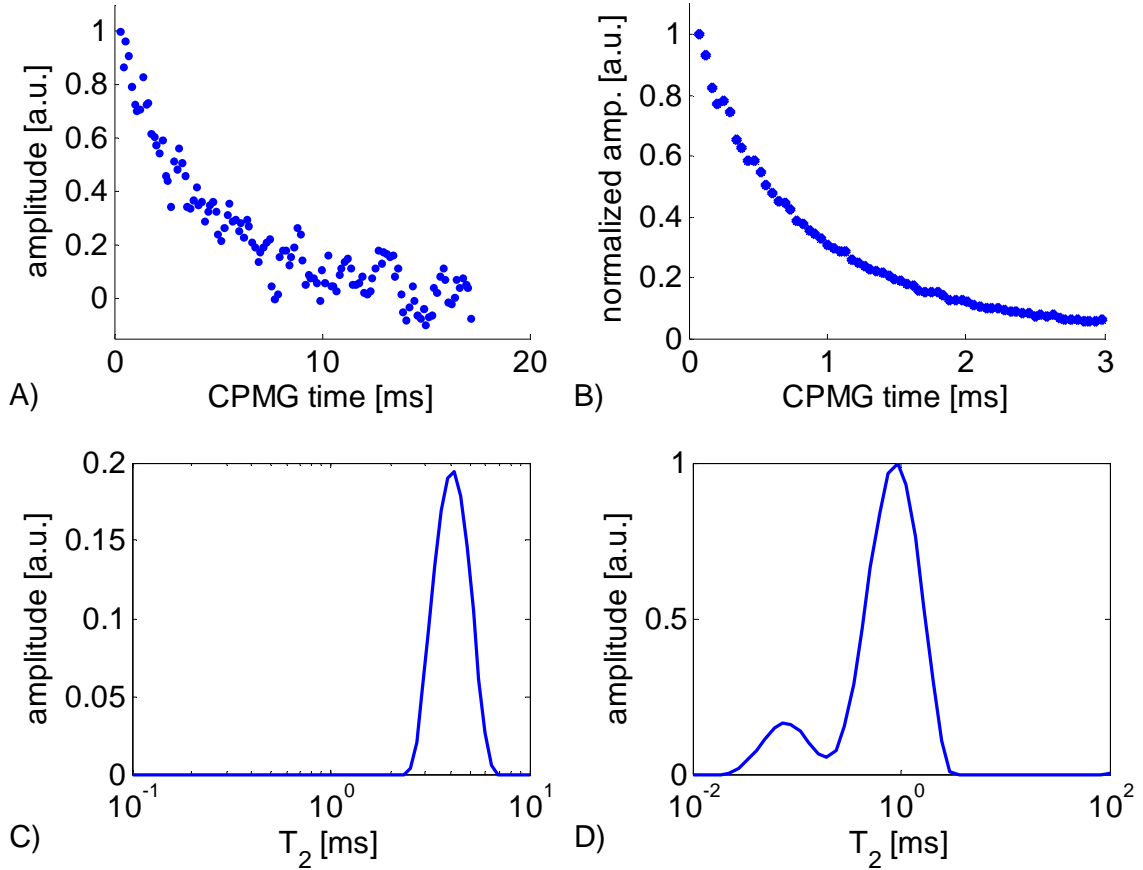 1
0.8
0.6
0.4
0.2
0
0
10
20
amplitude [a.u.]
CPMG time [ms]
A)
1
0.8
0.6
0.4
0.2
0
0
1
2
3
normalized amp. [a.u.]
CPMG time [ms]
B)
0.2
0.15
0.1
0.05
0
10^-1
10^0
10^1
amplitude [a.u.]
T_2 [ms]
C)
1
0.5
0
10^-2
10^0
10^2
amplitude [a.u.]
T_2 [ms]
D)